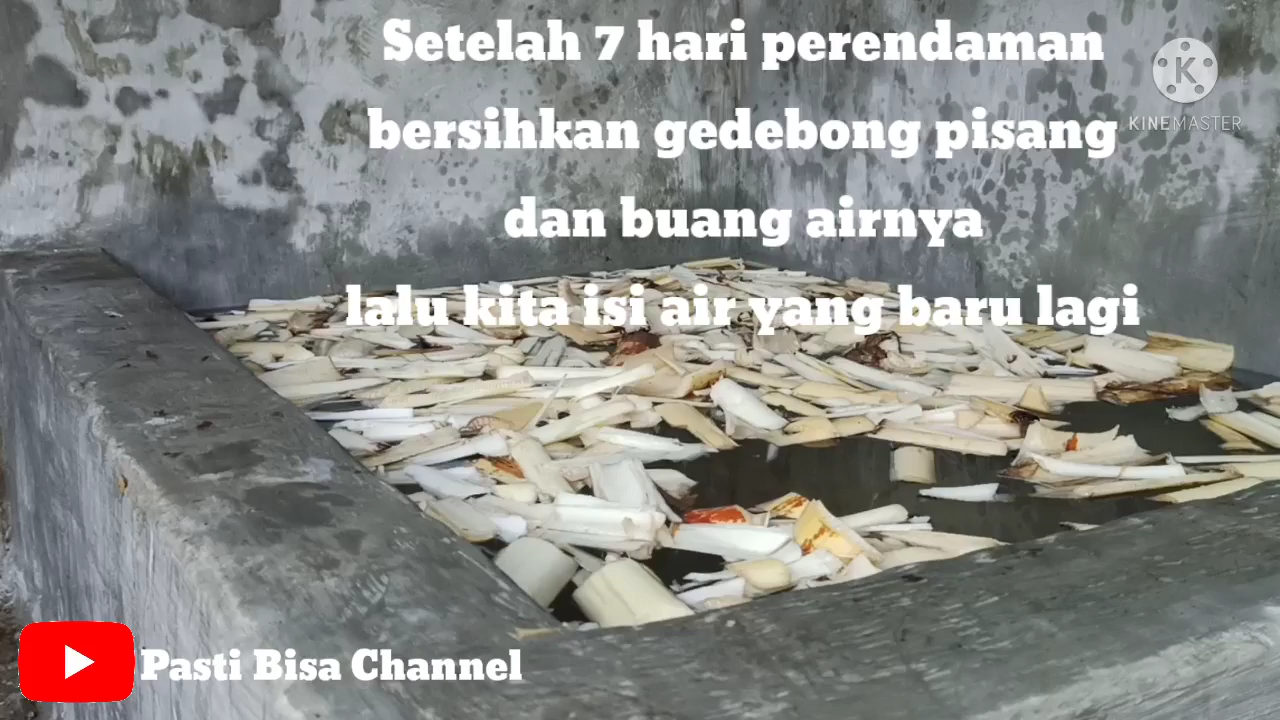 Setelah 7 hari perendaman
bersihkan gedebong pisang
dan buang airnya
lalu kita isi air yang baru lagi
K
KINEMASTER
Pasti Bisa Channel